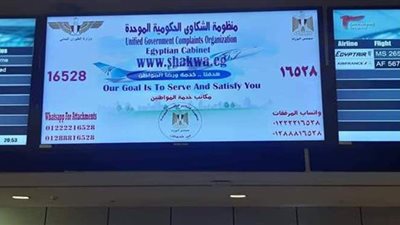 منظومة الشكاوى الحكومية الموحدة
Unified Government Complaints Organization
Egyptian Cabinet
www.shakwa.eg
16528
١٦٥٢٨
هدفنا .. خدمة ورضا المواطن
Our Goal Is To Serve And Satisfy You
مكاتب خدمة المواطنين
Whatsapp For Attachments
01222216528
01288816528
واتساب المرفقات
٠١٢٢٢٢١٦٥٢٨
٠١٢٨٨٨١٦٥٢٨
20:53
Airline Flight
EGYPTAIR MS 265
AIRFRANCE AF 567